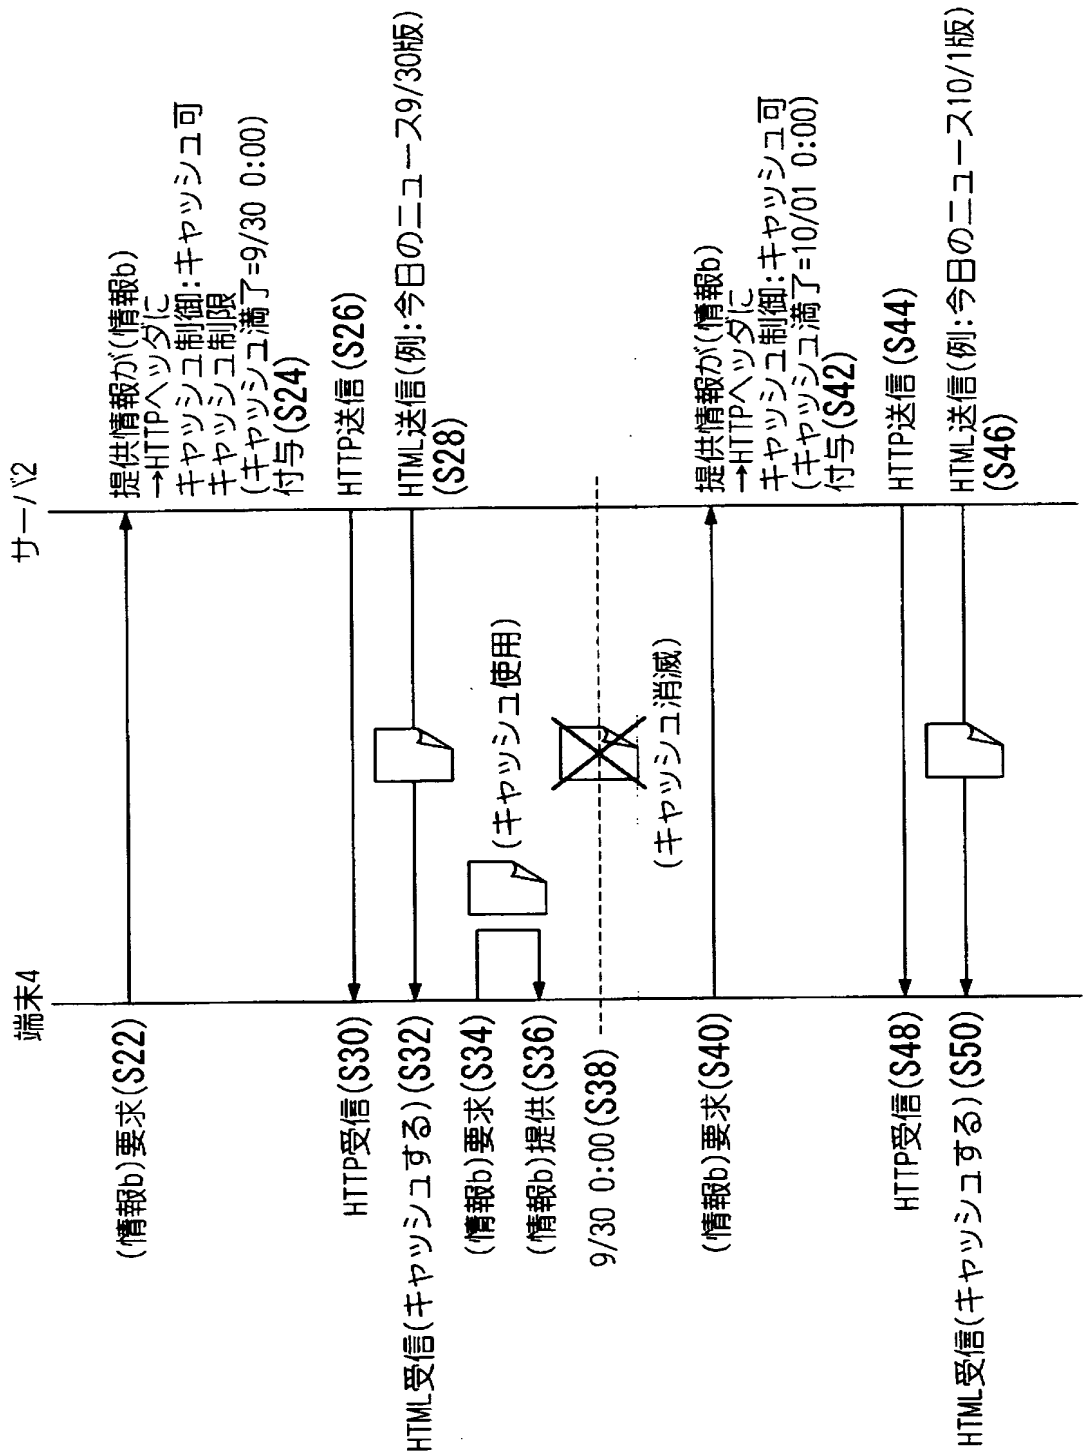 端末4
サーバ2
(情報b)要求(S22)
提供情報が(情報b)
→HTTPヘッダに
キャッシュ制御:キャッシュ可
キャッシュ制限
(キャッシュ満了=9/30 0:00)
付与(S24)
HTTP送信(S26)
HTTP受信(S30)
HTML送信(例:今日のニュース9/30版)
(S28)
HTML受信(キャッシュする)(S32)
(情報b)要求(S34)
(キャッシュ使用)
(情報b)提供(S36)
9/30 0:00(S38)
(キャッシュ消滅)
(情報b)要求(S40)
提供情報が(情報b)
→HTTPヘッダに
キャッシュ制御:キャッシュ可
(キャッシュ満了=10/01 0:00)
付与(S42)
HTTP送信(S44)
HTTP受信(S48)
HTML送信(例:今日のニュース10/1版)
(S46)
HTML受信(キャッシュする)(S50)